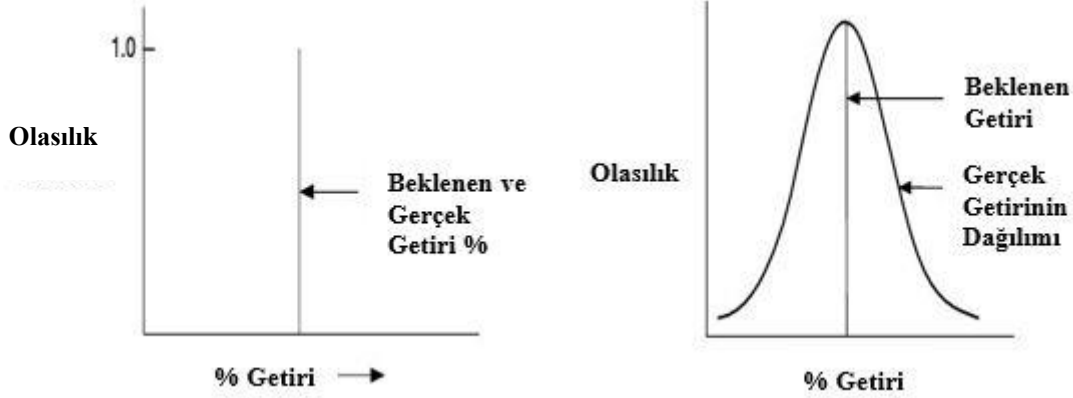 1.0
Olasılık
Beklenen ve
Gerçek
Getiri %
% Getiri
Beklenen
Getiri
Olasılık
Gerçek
Getirinin
Dağılımı
% Getiri